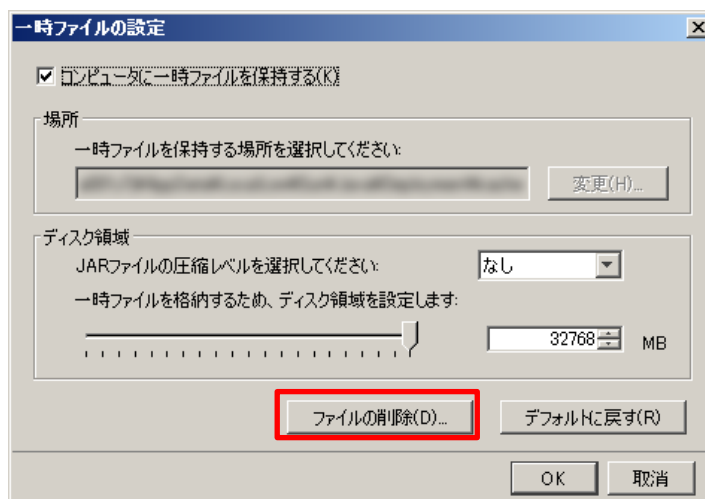 一時ファイルの設定
コンピュータに一時ファイルを保持する(K)
場所
一時ファイルを保持する場所を選択してください:
変更(H)...
ディスク領域
JARファイルの圧縮レベルを選択してください:
なし
一時ファイルを格納するため、ディスク領域を設定します:
32768 MB
ファイルの削除(D)...
デフォルトに戻す(R)
OK
取消